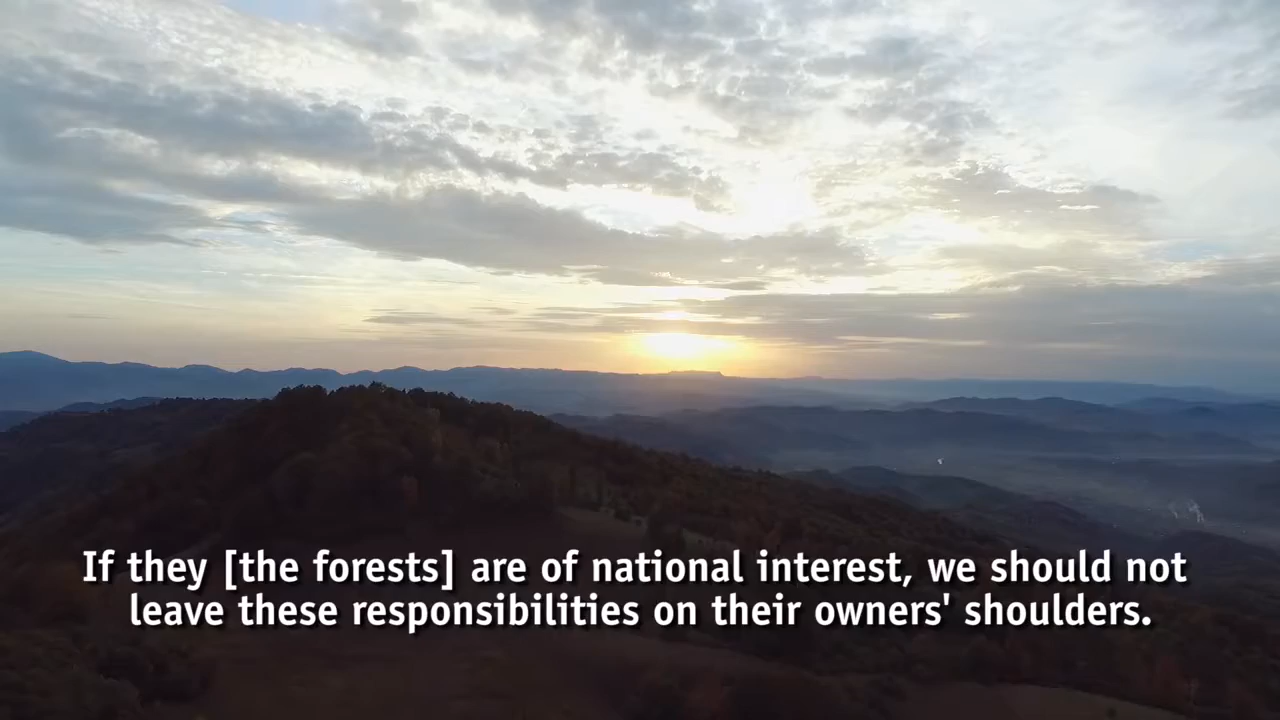 If they [the forests] are of national interest, we should not
leave these responsibilities on their owners' shoulders.